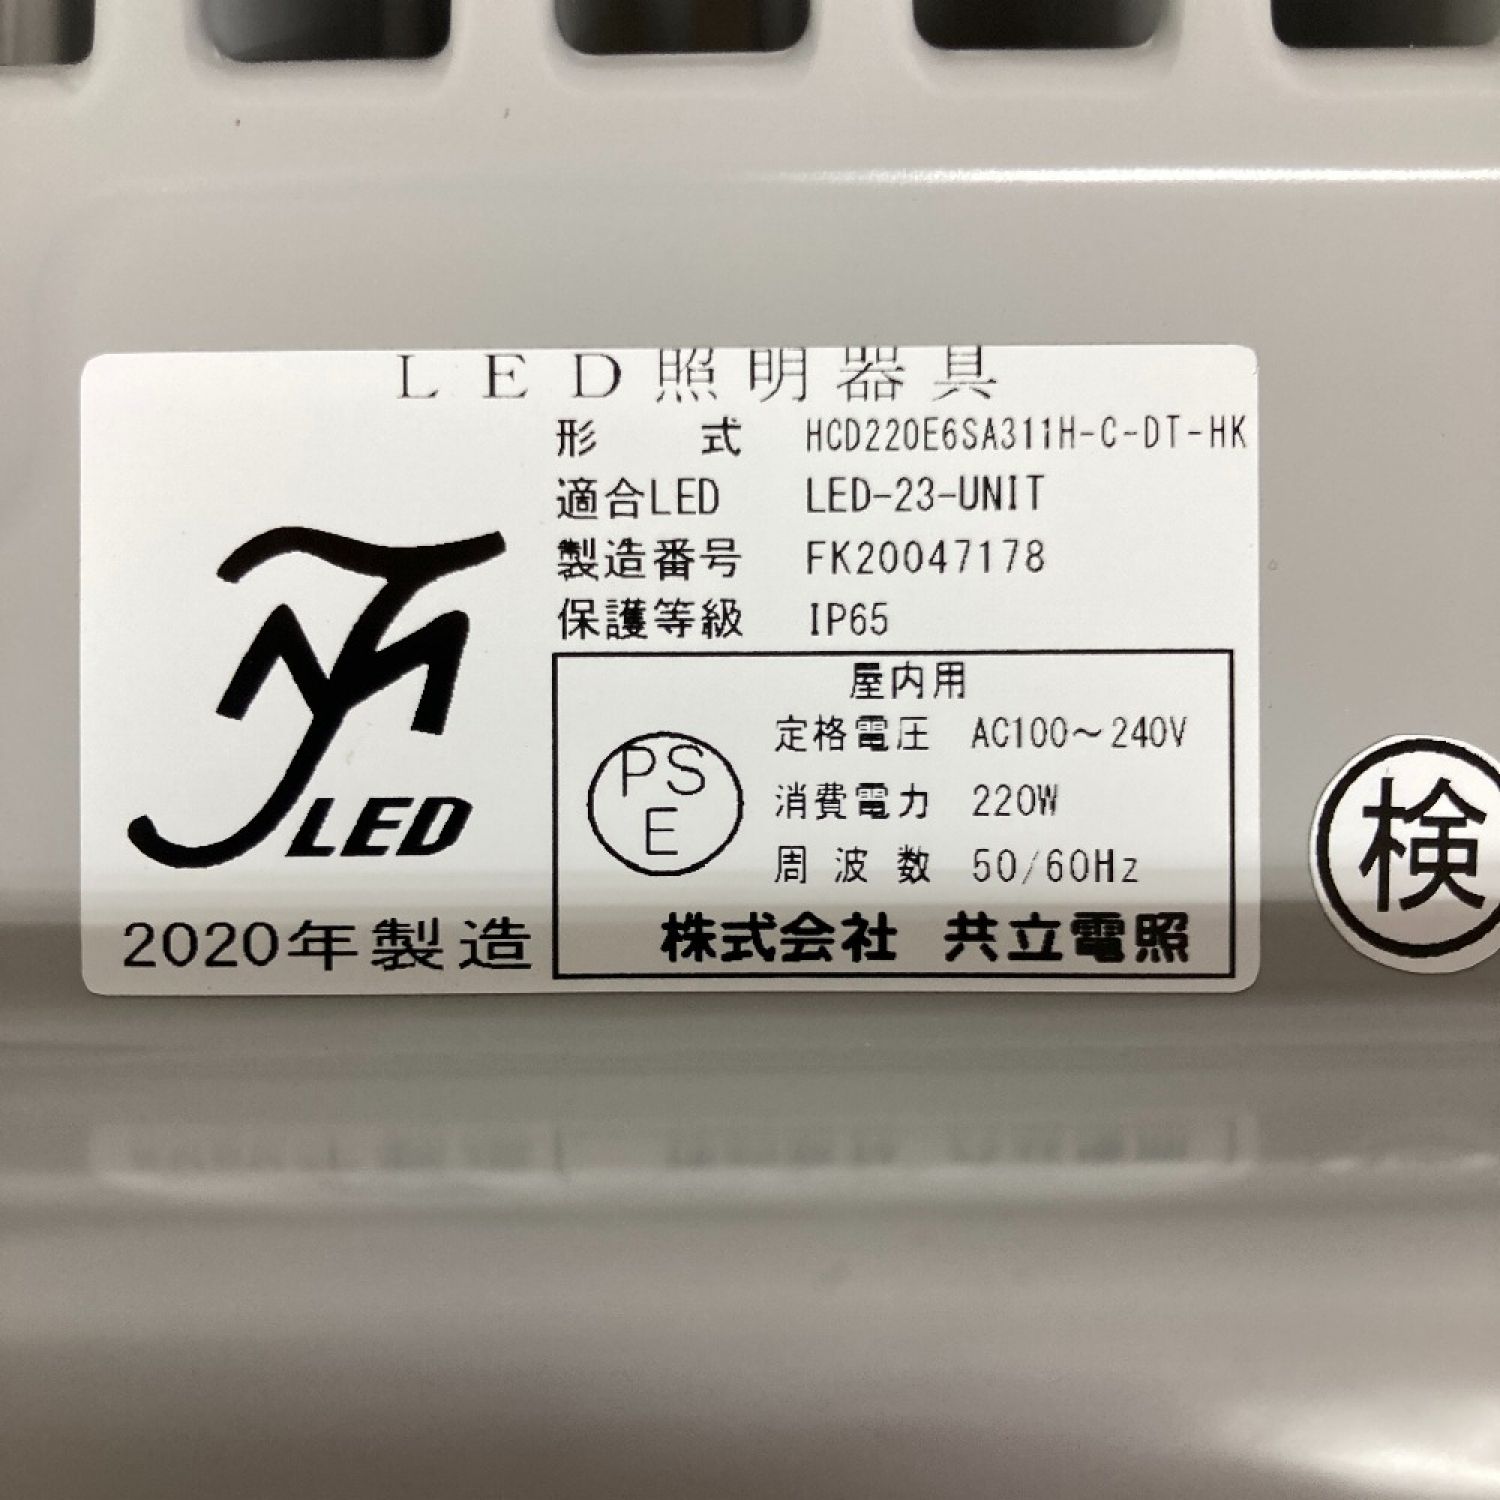 LED照明器具
形 式 HCD220E6SA311H-C-DT-HK
適合LED LED-23-UNIT
製造番号 FK20047178
保護等級 IP65
屋内用
定格電圧 AC100～240V
消費電力 220W
周波数 50/60Hz
PS
E
株式会社 共立電照
LED
2020年製造
検